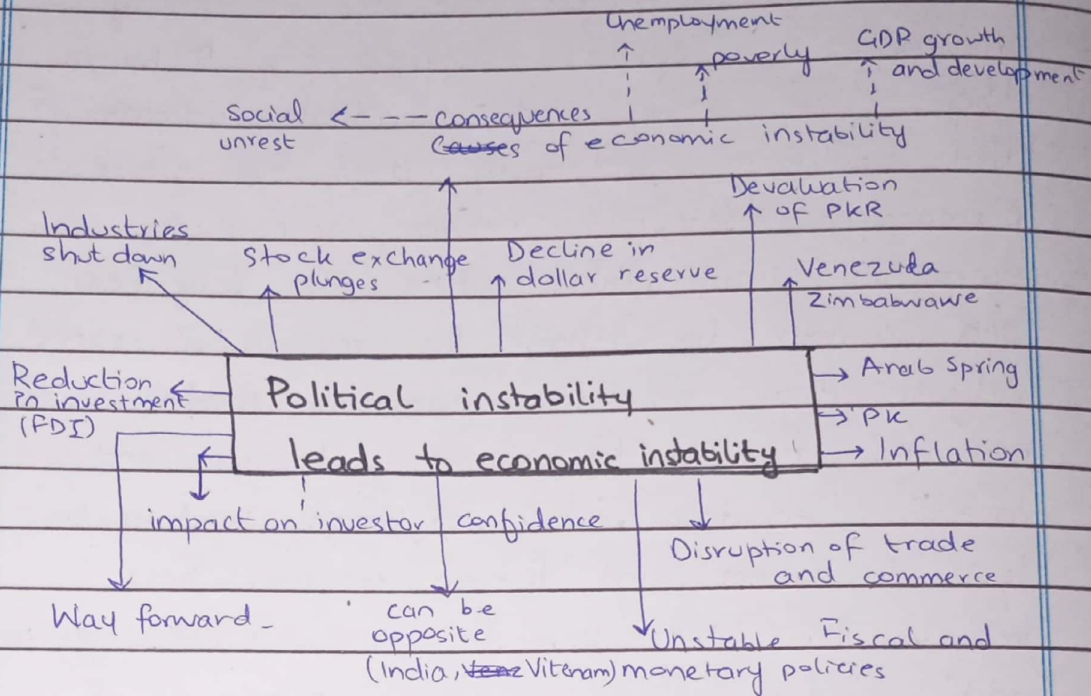 Unemployment
poverly
GDP growth
and development
Social
unrest
consequences
Causes of economic instability
Devaluation
of PKR
Industries
shut down
Stock exchange
plunges
Decline in
dollar reserve
Venezuda
Zimbabwawe
Reduction
in investment
(FDI)
Political instability
leads to economic instability
Arab Spring
PK
Inflation
impact on investor confidence
Disruption of trade
and commerce
Way forward
can be
opposite
(India, Venz Vitenam)
Unstable Fiscal and
monetary policies